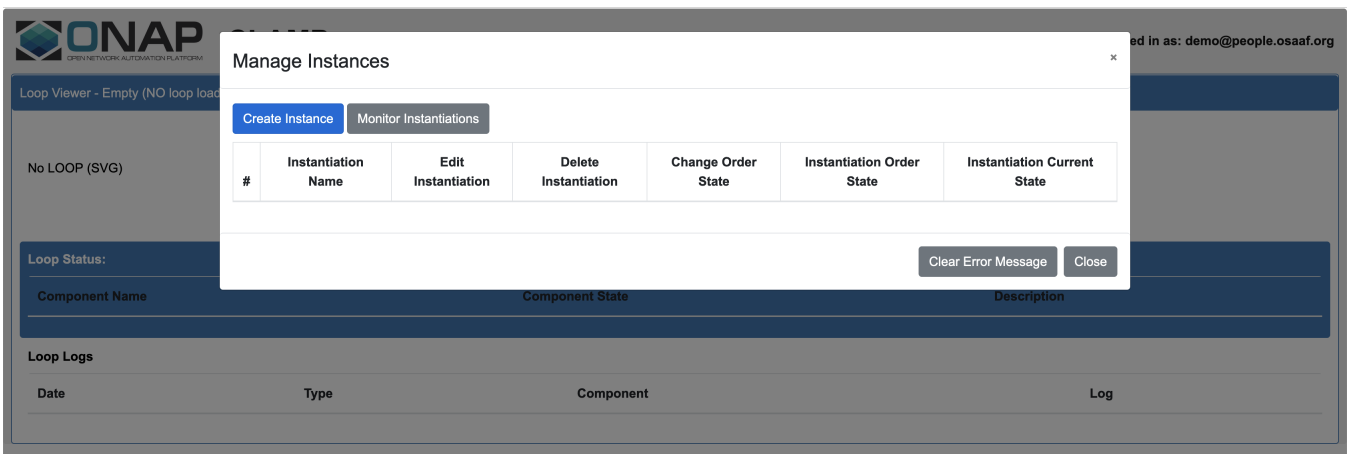 ONAP
OPEN NETWORK AUTOMATION PLATFORM
ed in as: demo@people.osaaf.org
Manage Instances
×
Loop Viewer - Empty (NO loop load
Create Instance Monitor Instantiations
No LOOP (SVG)
# Instantiation Name Edit Instantiation Delete Instantiation Change Order State Instantiation Order State Instantiation Current State
Clear Error Message Close
Loop Status:
Component Name Component State Description
Loop Logs
Date Type Component Log